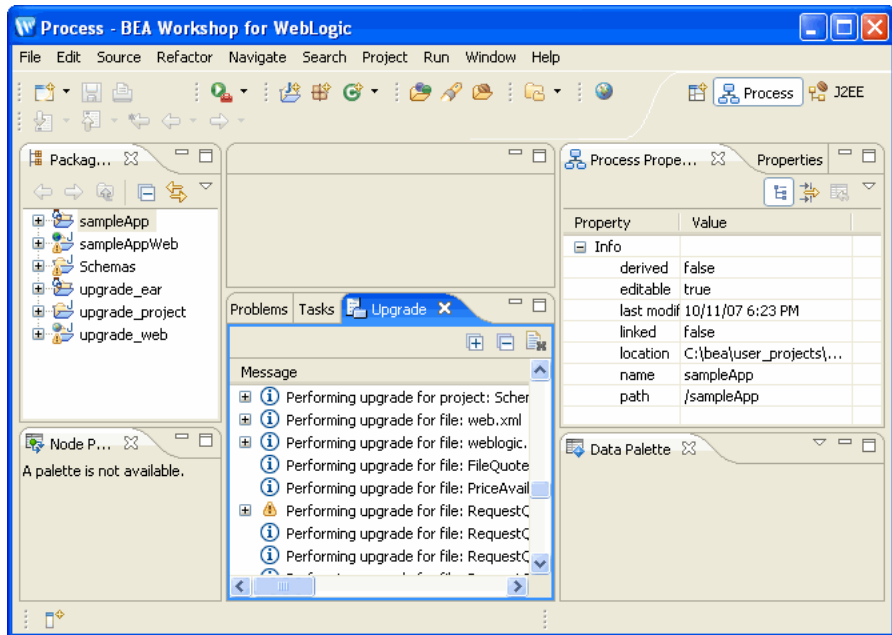 Process - BEA Workshop for WebLogic
File Edit Source Refactor Navigate Search Project Run Window Help
Process J2EE
Packag...
sampleApp
sampleAppWeb
Schemas
upgrade_ear
upgrade_project
upgrade_web
Node P...
A palette is not available.
Problems Tasks Upgrade
Message
Performing upgrade for project: Schem
Performing upgrade for file: web.xml
Performing upgrade for file: weblogic.
Performing upgrade for file: FileQuote
Performing upgrade for file: PriceAvail
Performing upgrade for file: RequestQ
Performing upgrade for file: RequestQ
Performing upgrade for file: RequestQ
Process Prope... Properties
Property Value
Info
derived false
editable true
last modif 10/11/07 6:23 PM
linked false
location C:\bea\user_projects\...
name sampleApp
path /sampleApp
Data Palette